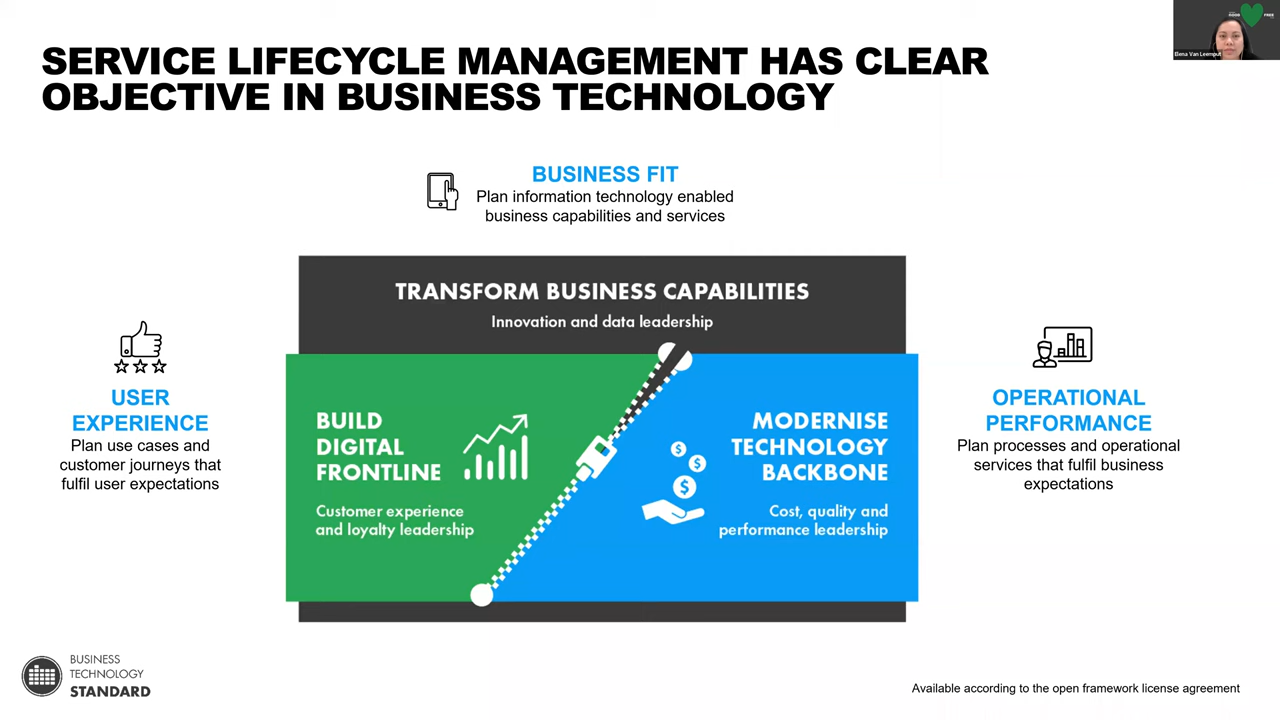 SERVICE LIFECYCLE MANAGEMENT HAS CLEAR
OBJECTIVE IN BUSINESS TECHNOLOGY
Elena Van Leemput
BUSINESS FIT
Plan information technology enabled
business capabilities and services
TRANSFORM BUSINESS CAPABILITIES
Innovation and data leadership
USER
EXPERIENCE
Plan use cases and
customer journeys that
fulfil user expectations
BUILD
DIGITAL
FRONTLINE
Customer experience
and loyalty leadership
MODERNISE
TECHNOLOGY
BACKBONE
$
$
$
Cost, quality and
performance leadership
OPERATIONAL
PERFORMANCE
Plan processes and operational
services that fulfil business
expectations
BUSINESS
TECHNOLOGY
STANDARD
Available according to the open framework license agreement